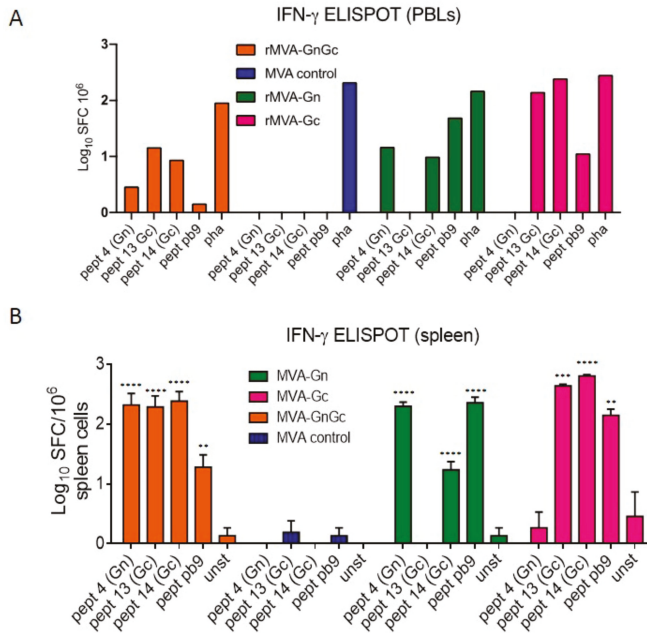 A
IFN-γ ELISPOT (PBLs)
Log10 SFC 10^6
3
2
1
0
rMVA-GnGc
MVA control
rMVA-Gn
rMVA-Gc
pept 4 (Gn)
pept 13 Gc)
pept 14 (Gc)
pept pb9
pha
pept 4 (Gn)
pept 13 (Gc)
pept 14 (Gc)
pept pb9
pha
pept 4 (Gn)
pept 13 (Gc)
pept 14 (Gc)
pept pb9
pha
pept 4 (Gn)
pept 13 (Gc)
pept 14 (Gc)
pept pb9
pha
B
IFN-γ ELISPOT (spleen)
Log10 SFC/10^6
spleen cells
3
2
1
0
MVA-Gn
MVA-Gc
MVA-GnGc
MVA control
****
****
****
**
****
****
****
***
****
**
pept 4 (Gn)
pept 13 (Gc)
pept 14 (Gc)
pept pb9
unst
pept 4 (Gn)
pept 13 (Gc)
pept 14 (Gc)
pept pb9
unst
pept 4 (Gn)
pept 13 (Gc)
pept 14 (Gc)
pept pb9
unst
pept 4 (Gn)
pept 13 (Gc)
pept 14 (Gc)
pept pb9
unst